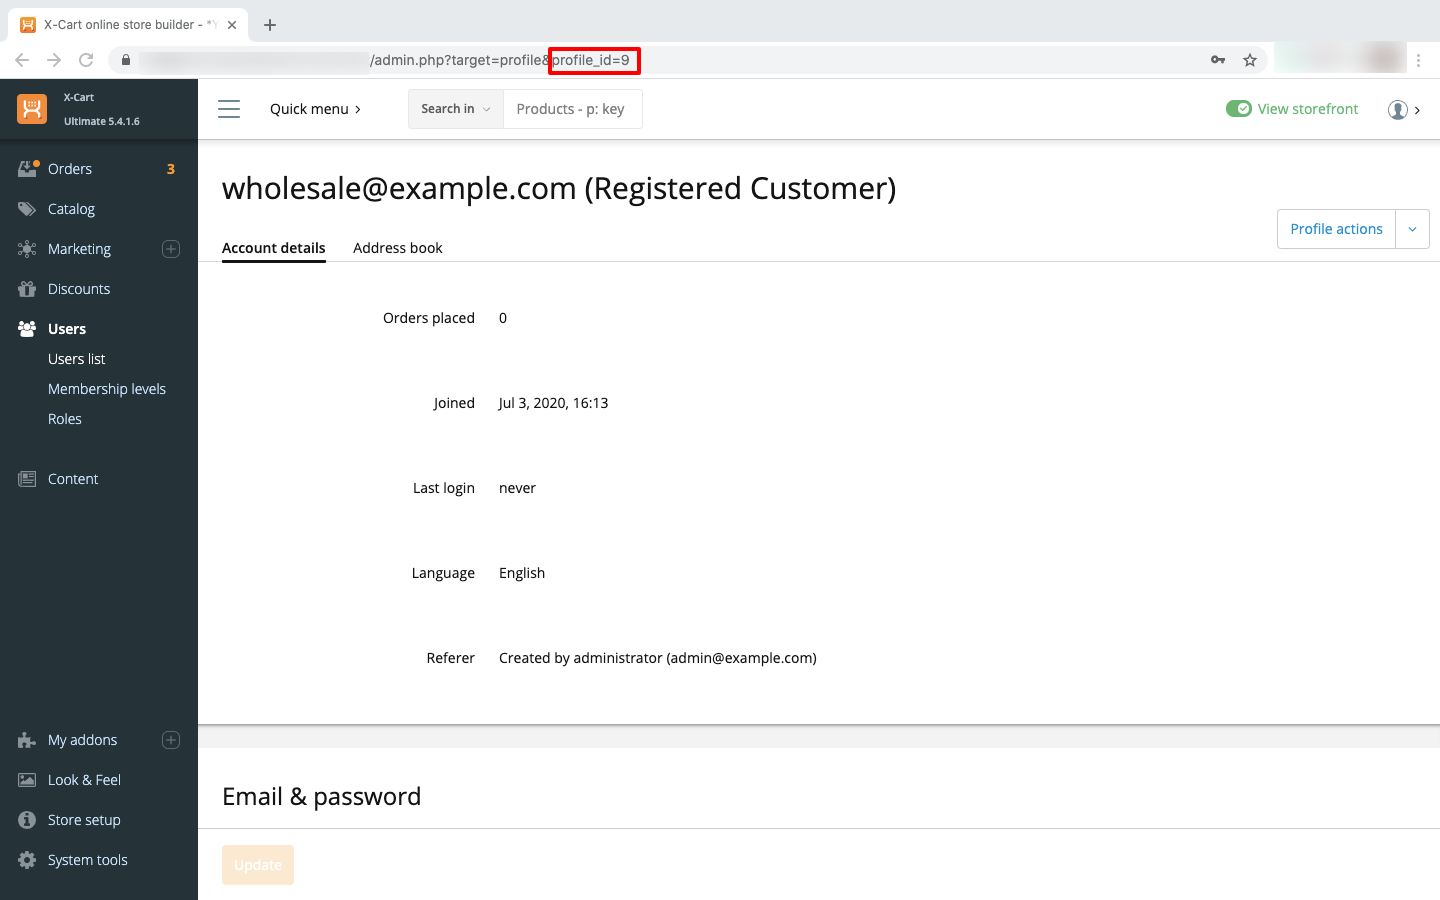 X-Cart online store builder - *Y
/admin.php?target=profile&profile_id=9
X-Cart
Ultimate 5.4.1.6
Quick menu
Search in
Products - p: key
View storefront
Orders 3
Catalog
Marketing
Discounts
Users
Users list
Membership levels
Roles
Content
My addons
Look & Feel
Store setup
System tools
wholesale@example.com (Registered Customer)
Profile actions
Account details Address book
Orders placed 0
Joined Jul 3, 2020, 16:13
Last login never
Language English
Referer Created by administrator (admin@example.com)
Email & password
Update